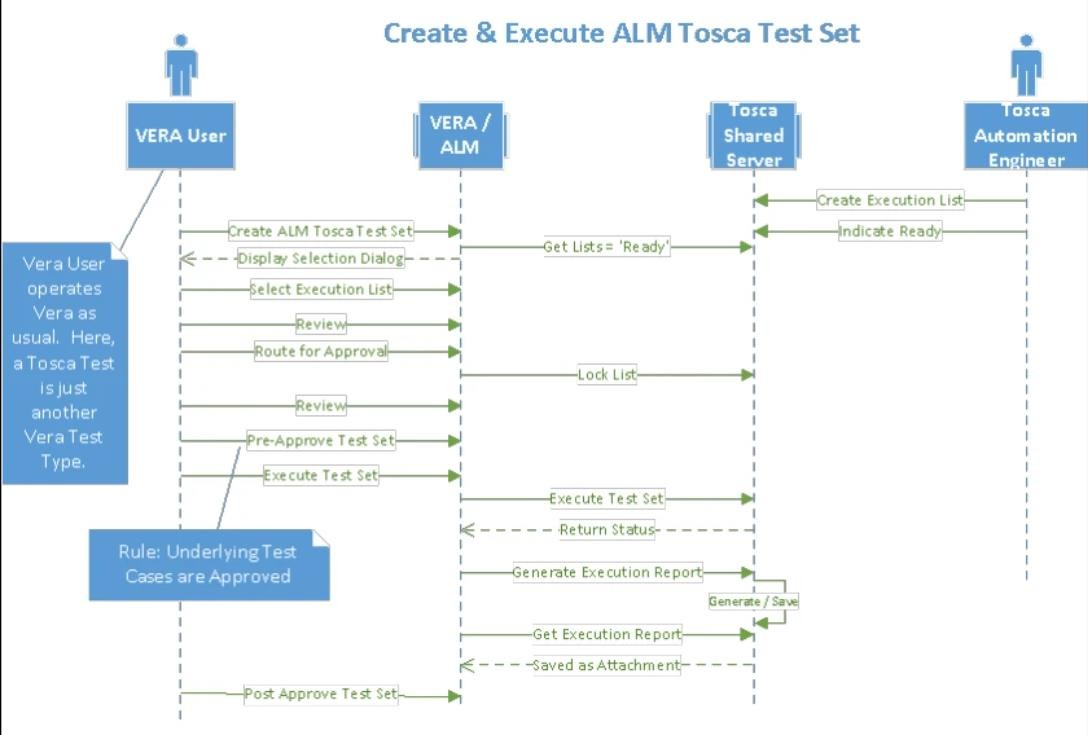 Create & Execute ALM Tosca Test Set
VERA User
VERA /
ALM
Tosca
Shared
Server
Tosca
Automation
Engineer
Create Execution List
Create ALM Tosca Test Set
Indicate Ready
Get Lists = 'Ready'
Display Selection Dialog
Select Execution List
Review
Route for Approval
Lock List
Review
Pre-Approve Test Set
Execute Test Set
Execute Test Set
Return Status
Generate Execution Report
Generate / Save
Get Execution Report
Saved as Attachment
Post Approve Test Set
Vera User
operates
Vera as
usual. Here,
a Tosca Test
is just
another
Vera Test
Type.
Rule: Underlying Test
Cases are Approved